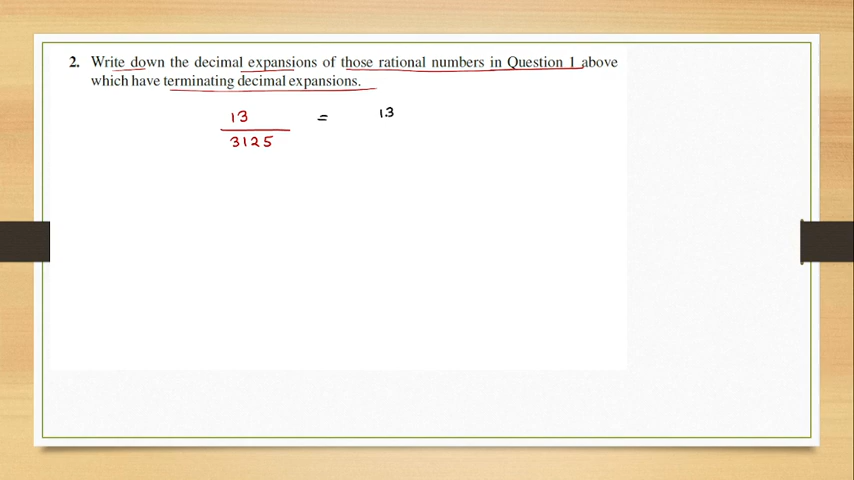 2. Write down the decimal expansions of those rational numbers in Question 1 above
which have terminating decimal expansions.
13 = 13
3125